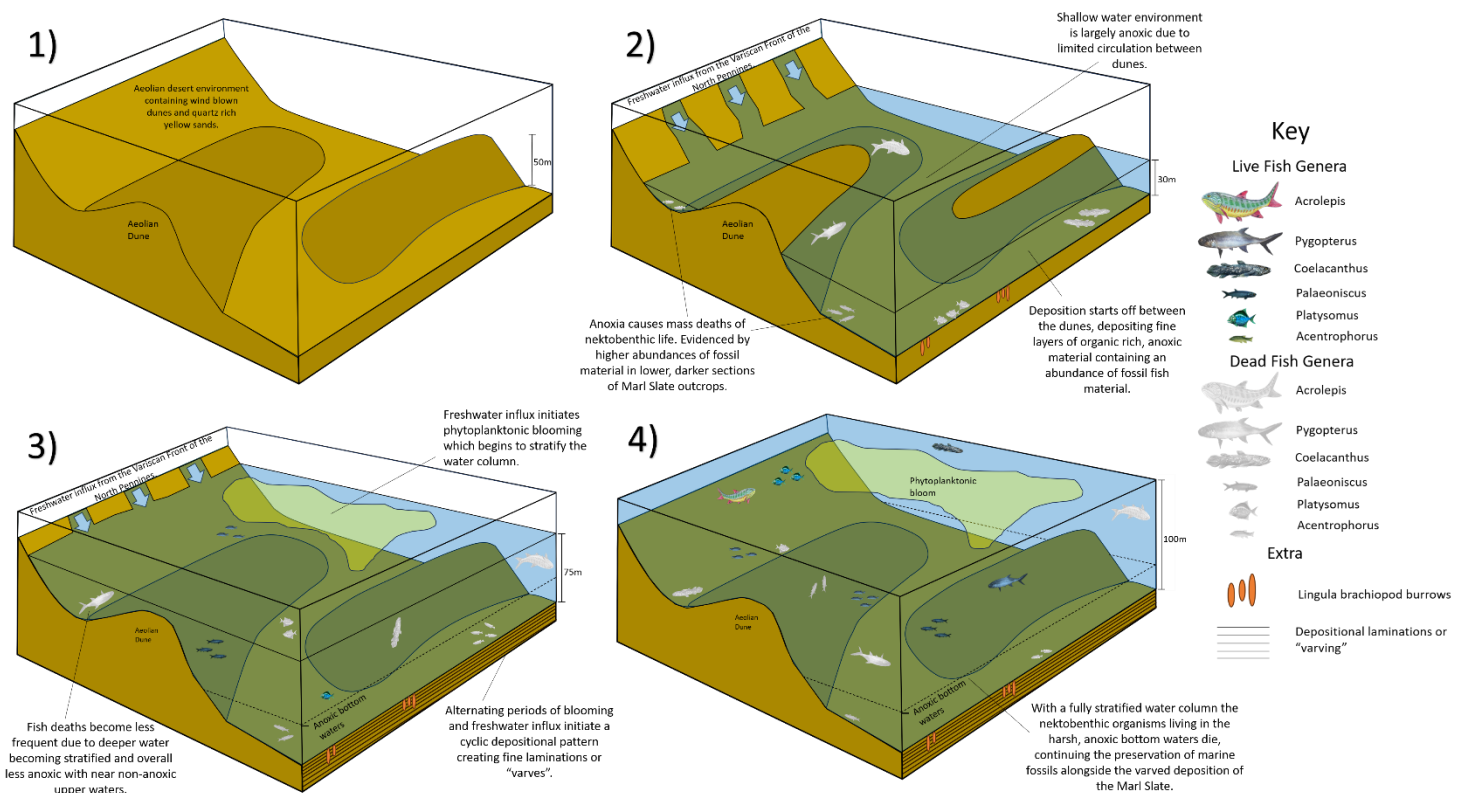 1)
Aeolian desert environment
containing wind blown
dunes and quartz rich
yellow sands.
50m
Aeolian
Dune
2)
Freshwater influx from the Variscan Front of the
North Pennines
Shallow water environment
is largely anoxic due to
limited circulation between
dunes.
30m
Aeolian
Dune
Anoxia causes mass deaths of
nektobenthic life. Evidenced by
higher abundances of fossil
material in lower, darker sections
of Marl Slate outcrops.
Deposition starts off between
the dunes, depositing fine
layers of organic rich, anoxic
material containing an
abundance of fossil fish
material.
3)
Freshwater influx from the Variscan Front of the
North Pennines
Freshwater influx initiates
phytoplanktonic blooming
which begins to stratify the
water column.
75m
Aeolian
Dune
Anoxic bottom
waters
Fish deaths become less
frequent due to deeper water
becoming stratified and overall
less anoxic with near non-anoxic
upper waters.
Alternating periods of blooming
and freshwater influx initiate a
cyclic depositional pattern
creating fine laminations or
“varves”.
4)
Phytoplanktonic
bloom
100m
Aeolian
Dune
Anoxic bottom
waters
With a fully stratified water column the
nektobenthic organisms living in the
harsh, anoxic bottom waters die,
continuing the preservation of marine
fossils alongside the varved deposition of
the Marl Slate.
Key
Live Fish Genera
Acrolepis
Pygopterus
Coelacanthus
Palaeoniscus
Platysomus
Acentrophorus
Dead Fish Genera
Acrolepis
Pygopterus
Coelacanthus
Palaeoniscus
Platysomus
Acentrophorus
Extra
Lingula brachiopod burrows
Depositional laminations or
“varving”